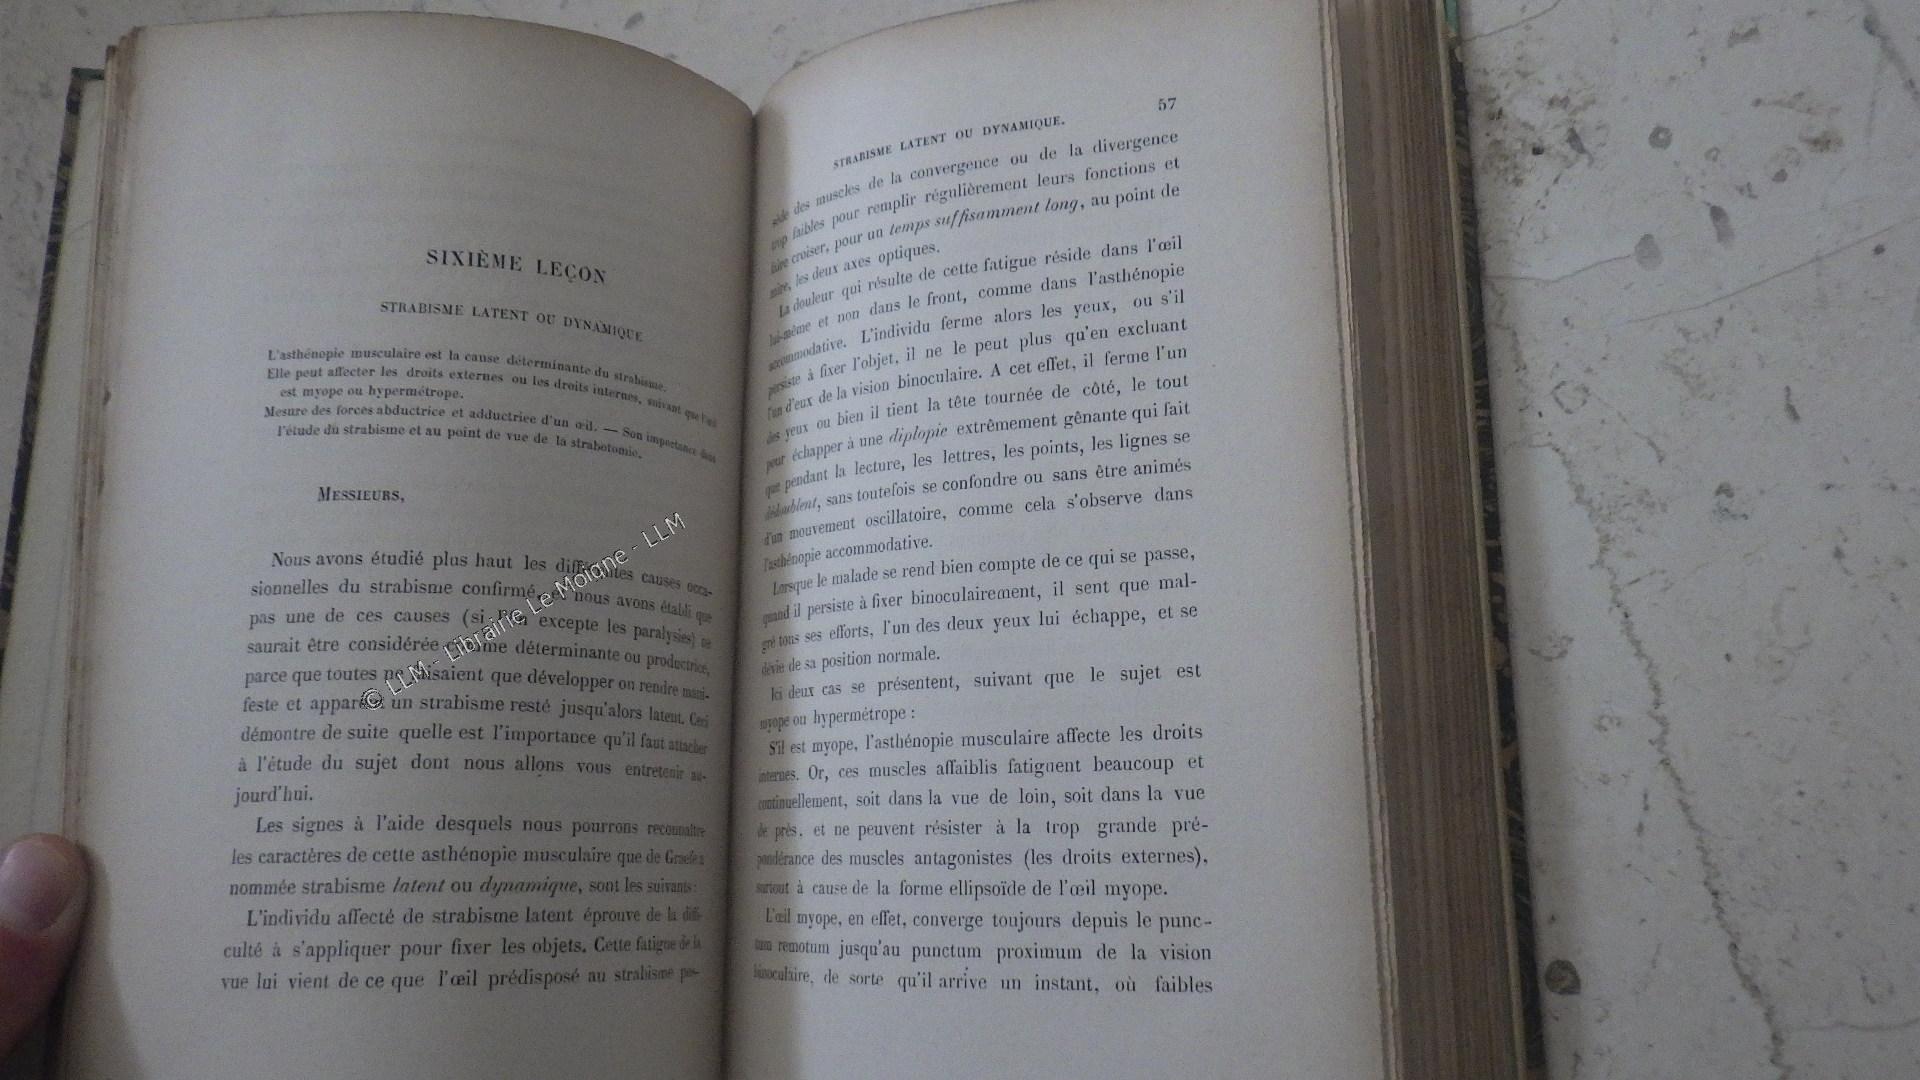 SIXIÈME LEÇON
STRABISME LATENT OU DYNAMIQUE
L'asthénopie musculaire est la cause déterminante du strabisme.
Elle peut affecter les droits externes ou les droits internes, suivant que l'œil
est myope ou hypermétrope.
Mesure des forces abductrice et adductrice d'un œil. — Son importance dans
l'étude du strabisme et au point de vue de la strabotomie.
MESSIEURS,
Nous avons étudié plus haut les différentes causes occa-
sionnelles du strabisme confirmé, et nous avons établi que
pas une de ces causes (si l'on excepte les paralysies) ne
saurait être considérée comme déterminante ou productrice,
parce que toutes ne faisaient que développer ou rendre mani-
feste et apparent un strabisme resté jusqu'alors latent. Ceci
démontre de suite quelle est l'importance qu'il faut attacher
à l'étude du sujet dont nous allons vous entretenir au-
jourd'hui.
Les signes à l'aide desquels nous pourrons reconnaître
les caractères de cette asthénopie musculaire que de Graefe a
nommée strabisme latent ou dynamique, sont les suivants:
L'individu affecté de strabisme latent éprouve de la diffi-
culté à s'appliquer pour fixer les objets. Cette fatigue de la
vue lui vient de ce que l'œil prédisposé au strabisme pos-
© LLM - Librairie Le Moiane - LLM
STRABISME LATENT OU DYNAMIQUE. 57
sède des muscles de la convergence ou de la divergence
trop faibles pour remplir régulièrement leurs fonctions et
faire croiser, pour un temps suffisamment long, au point de
mire, les deux axes optiques.
La douleur qui résulte de cette fatigue réside dans l'œil
lui-même et non dans le front, comme dans l'asthénopie
accommodative. L'individu ferme alors les yeux, ou s'il
persiste à fixer l'objet, il ne le peut plus qu'en excluant
l'un d'eux de la vision binoculaire. A cet effet, il ferme l'un
des yeux ou bien il tient la tête tournée de côté, le tout
pour échapper à une diplopie extrêmement gênante qui fait
que pendant la lecture, les lettres, les points, les lignes se
dédoublent, sans toutefois se confondre ou sans être animés
d'un mouvement oscillatoire, comme cela s'observe dans
l'asthénopie accommodative.
Lorsque le malade se rend bien compte de ce qui se passe,
quand il persiste à fixer binoculairement, il sent que mal-
gré tous ses efforts, l'un des deux yeux lui échappe, et se
dévie de sa position normale.
Ici deux cas se présentent, suivant que le sujet est
myope ou hypermétrope :
S'il est myope, l'asthénopie musculaire affecte les droits
internes. Or, ces muscles affaiblis fatiguent beaucoup et
continuellement, soit dans la vue de loin, soit dans la vue
de près, et ne peuvent résister à la trop grande pré-
pondérance des muscles antagonistes (les droits externes),
surtout à cause de la forme ellipsoïde de l'œil myope.
L'œil myope, en effet, converge toujours depuis le punc-
tum remotum jusqu'au punctum proximum de la vision
binoculaire, de sorte qu'il arrive un instant, où faibles